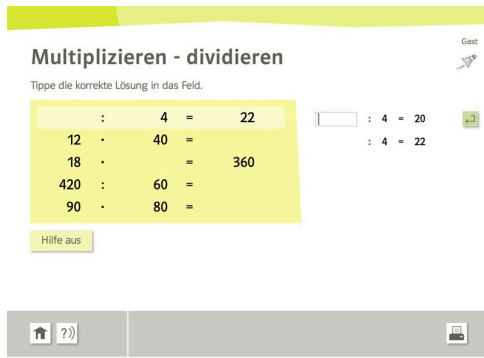 Gast
Multiplizieren - dividieren
Tippe die korrekte Lösung in das Feld.
: 4 = 22
12 · 40 =
18 · = 360
420 : 60 =
90 · 80 =
: 4 = 20
: 4 = 22
Hilfe aus
?))